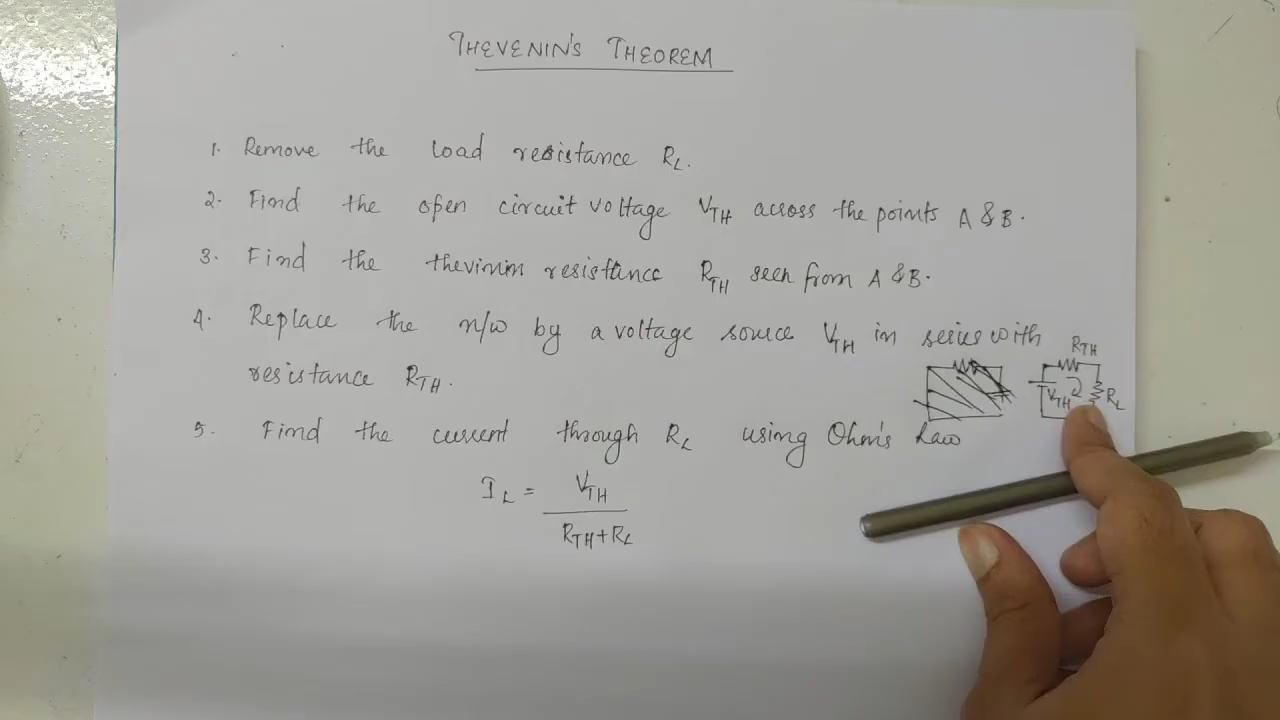 THEVENIN'S THEOREM
1. Remove the load resistance RL.
2. Find the open circuit voltage VTH across the points A & B.
3. Find the thevinin resistance RTH seen from A & B.
4. Replace the n/w by a voltage source VTH in series with
resistance RTH.
RTH
VTH
RL
5. Find the current through RL using Ohm's Law
IL = VTH
RTH+RL